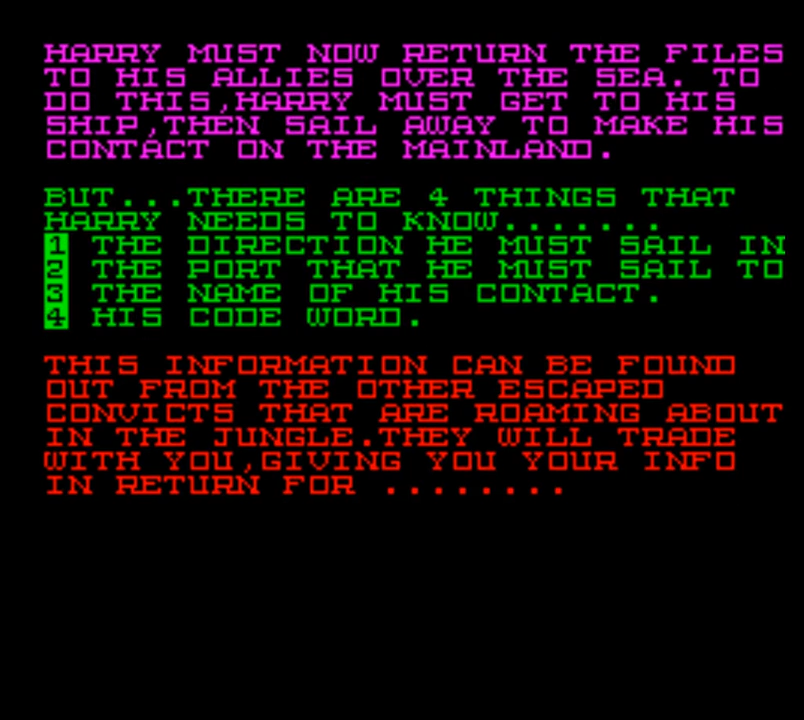 HARRY MUST NOW RETURN THE FILES
TO HIS ALLIES OVER THE SEA. TO
DO THIS,HARRY MUST GET TO HIS
SHIP,THEN SAIL AWAY TO MAKE HIS
CONTACT ON THE MAINLAND.
BUT...THERE ARE 4 THINGS THAT
HARRY NEEDS TO KNOW.......
1 THE DIRECTION HE MUST SAIL IN
2 THE PORT THAT HE MUST SAIL TO
3 THE NAME OF HIS CONTACT.
4 HIS CODE WORD.
THIS INFORMATION CAN BE FOUND
OUT FROM THE OTHER ESCAPED
CONVICTS THAT ARE ROAMING ABOUT
IN THE JUNGLE.THEY WILL TRADE
WITH YOU,GIVING YOU YOUR INFO
IN RETURN FOR ........